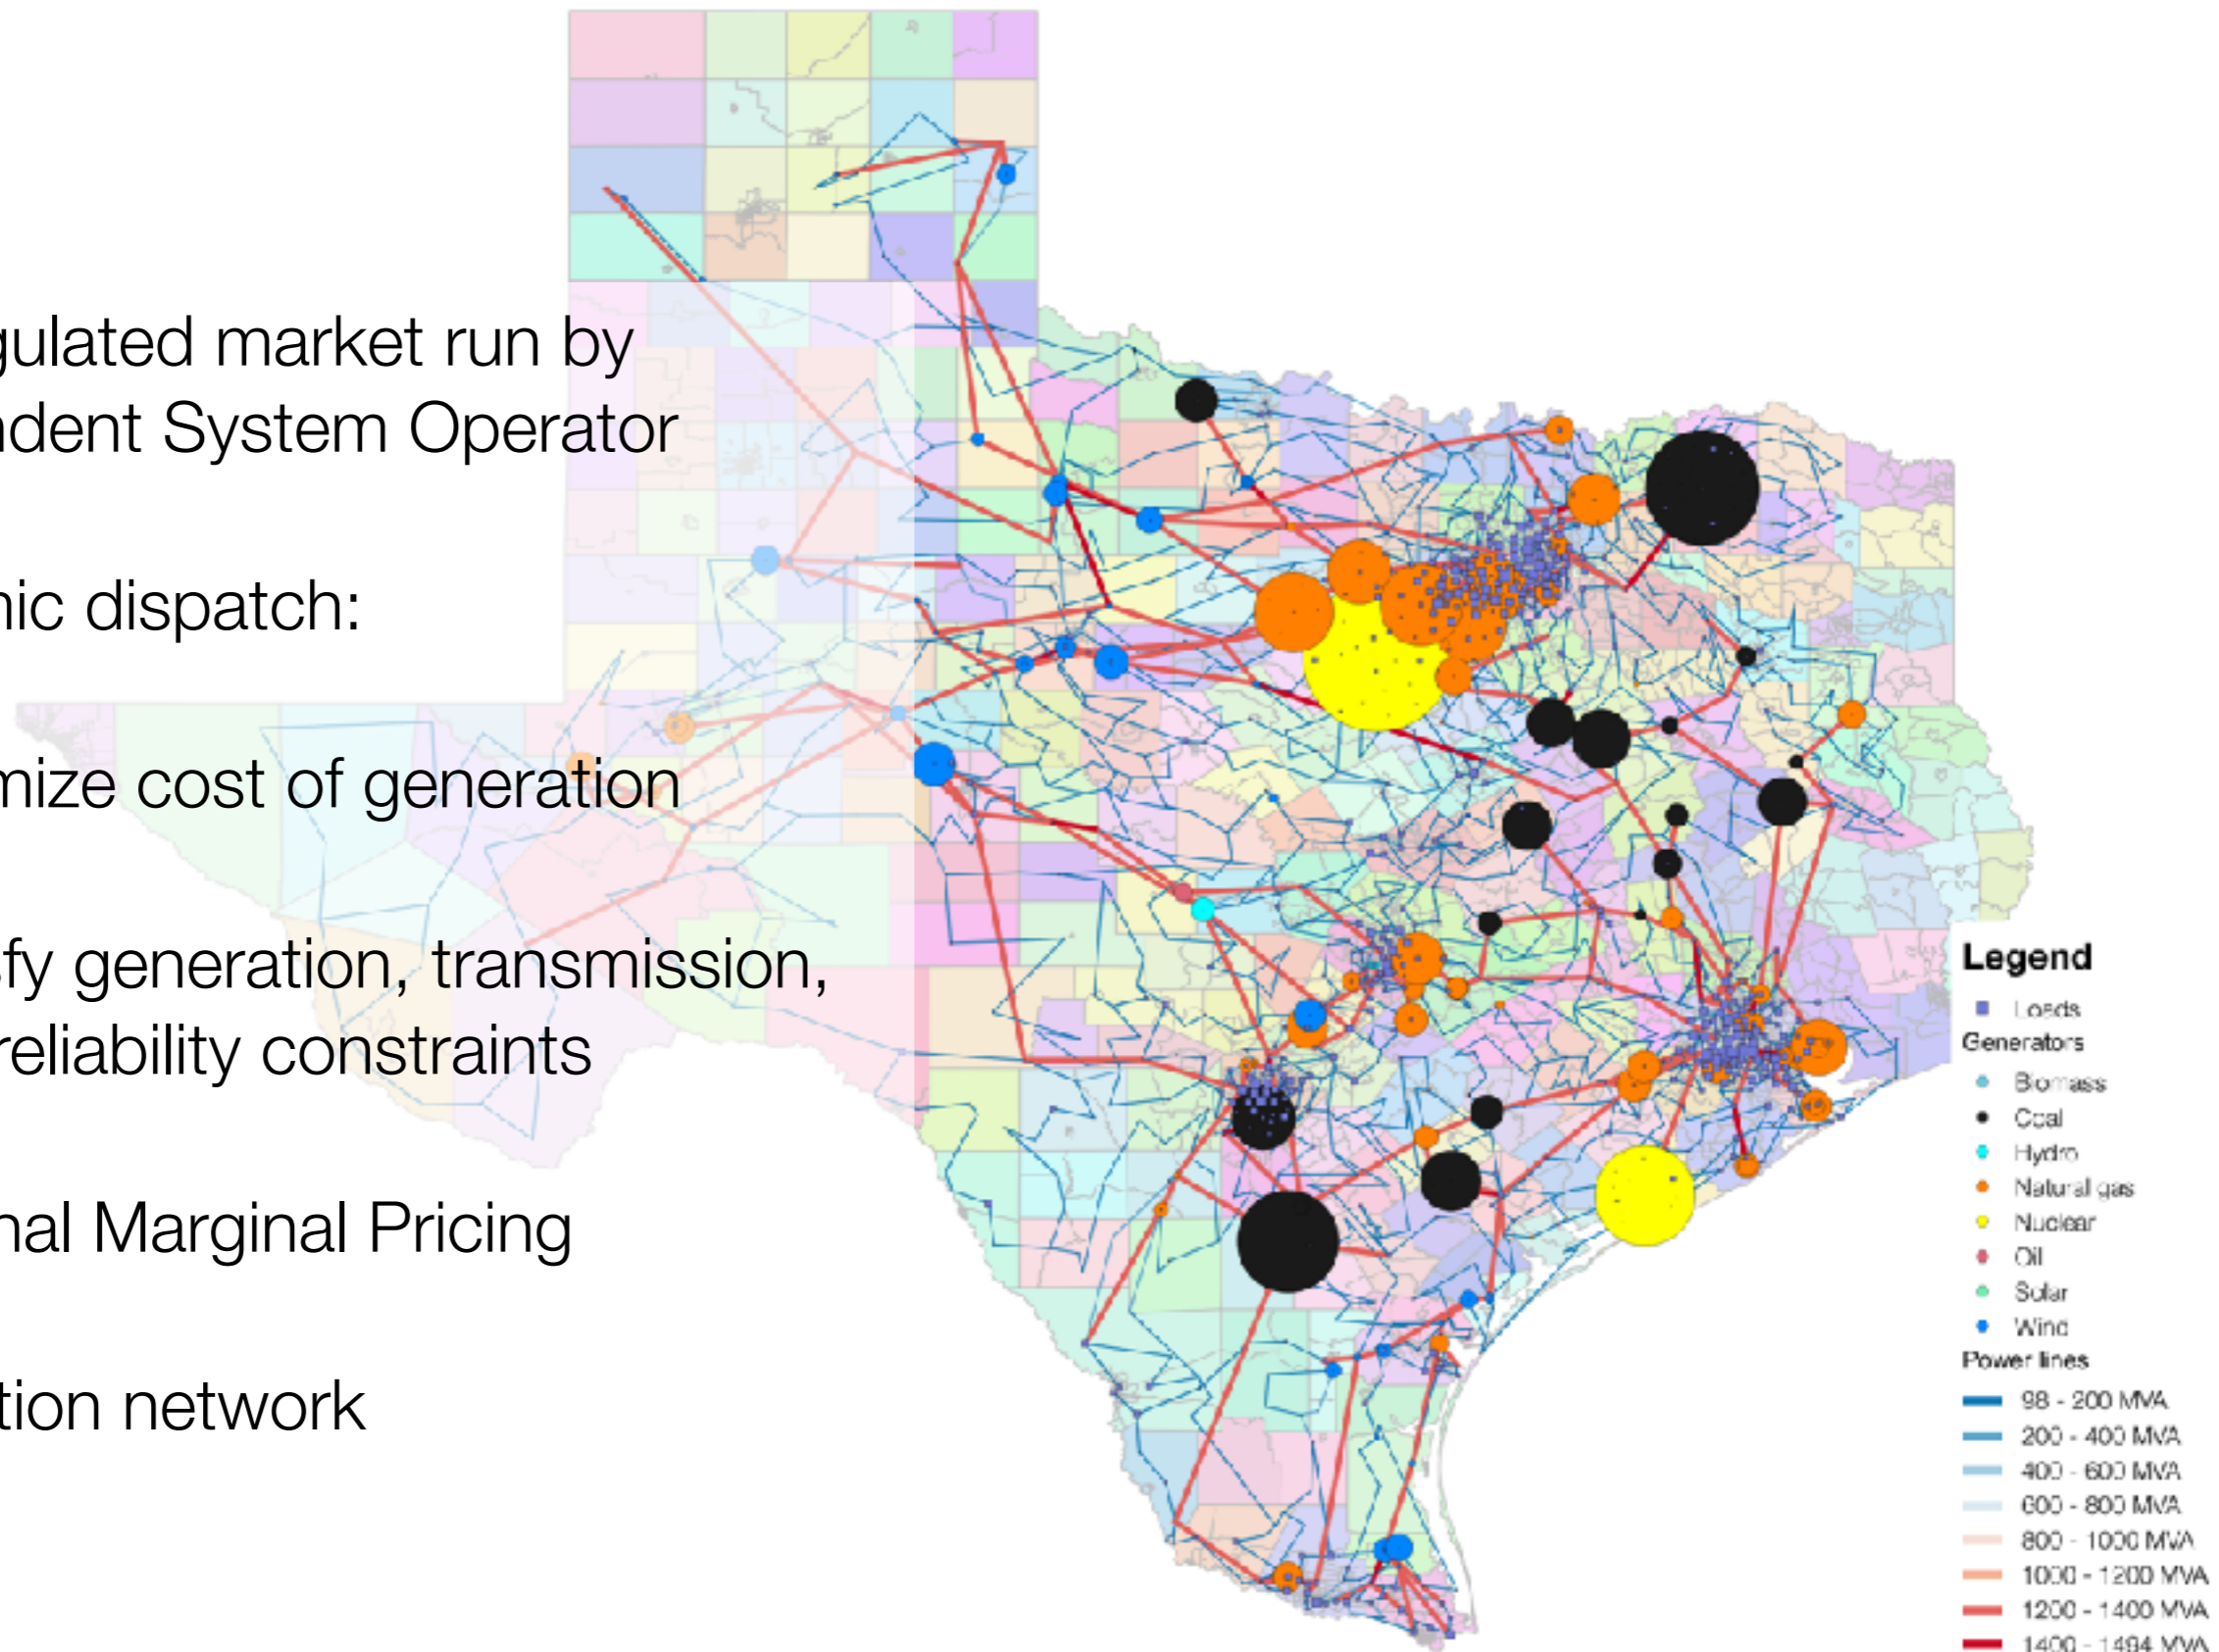 gulated market run by
ndent System Operator
nic dispatch:
mize cost of generation
sfy generation, transmission,
reliability constraints
nal Marginal Pricing
tion network
Legend
Loads
Generators
Biomass
Coal
Hydro
Natural gas
Nuclear
Oil
Solar
Wind
Power lines
98 - 200 MVA
200 - 400 MVA
400 - 600 MVA
600 - 800 MVA
800 - 1000 MVA
1000 - 1200 MVA
1200 - 1400 MVA
1400 - 1494 MVA